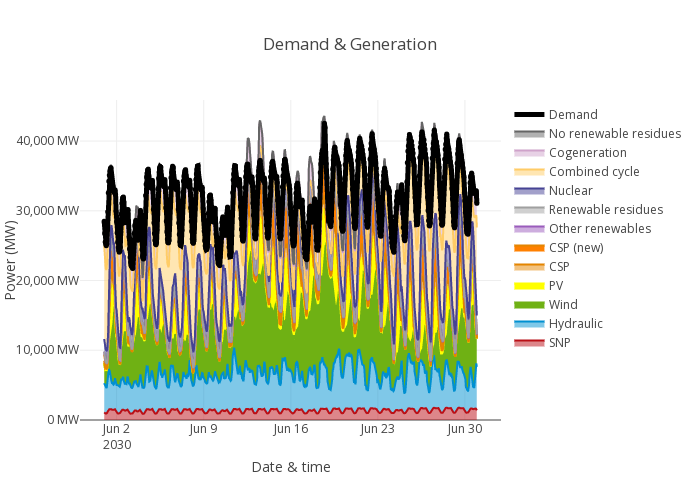 Demand & Generation
Power (MW)
40,000 MW
30,000 MW
20,000 MW
10,000 MW
0 MW
Jun 2
2030
Jun 9
Jun 16
Jun 23
Jun 30
Date & time
Demand
No renewable residues
Cogeneration
Combined cycle
Nuclear
Renewable residues
Other renewables
CSP (new)
CSP
PV
Wind
Hydraulic
SNP